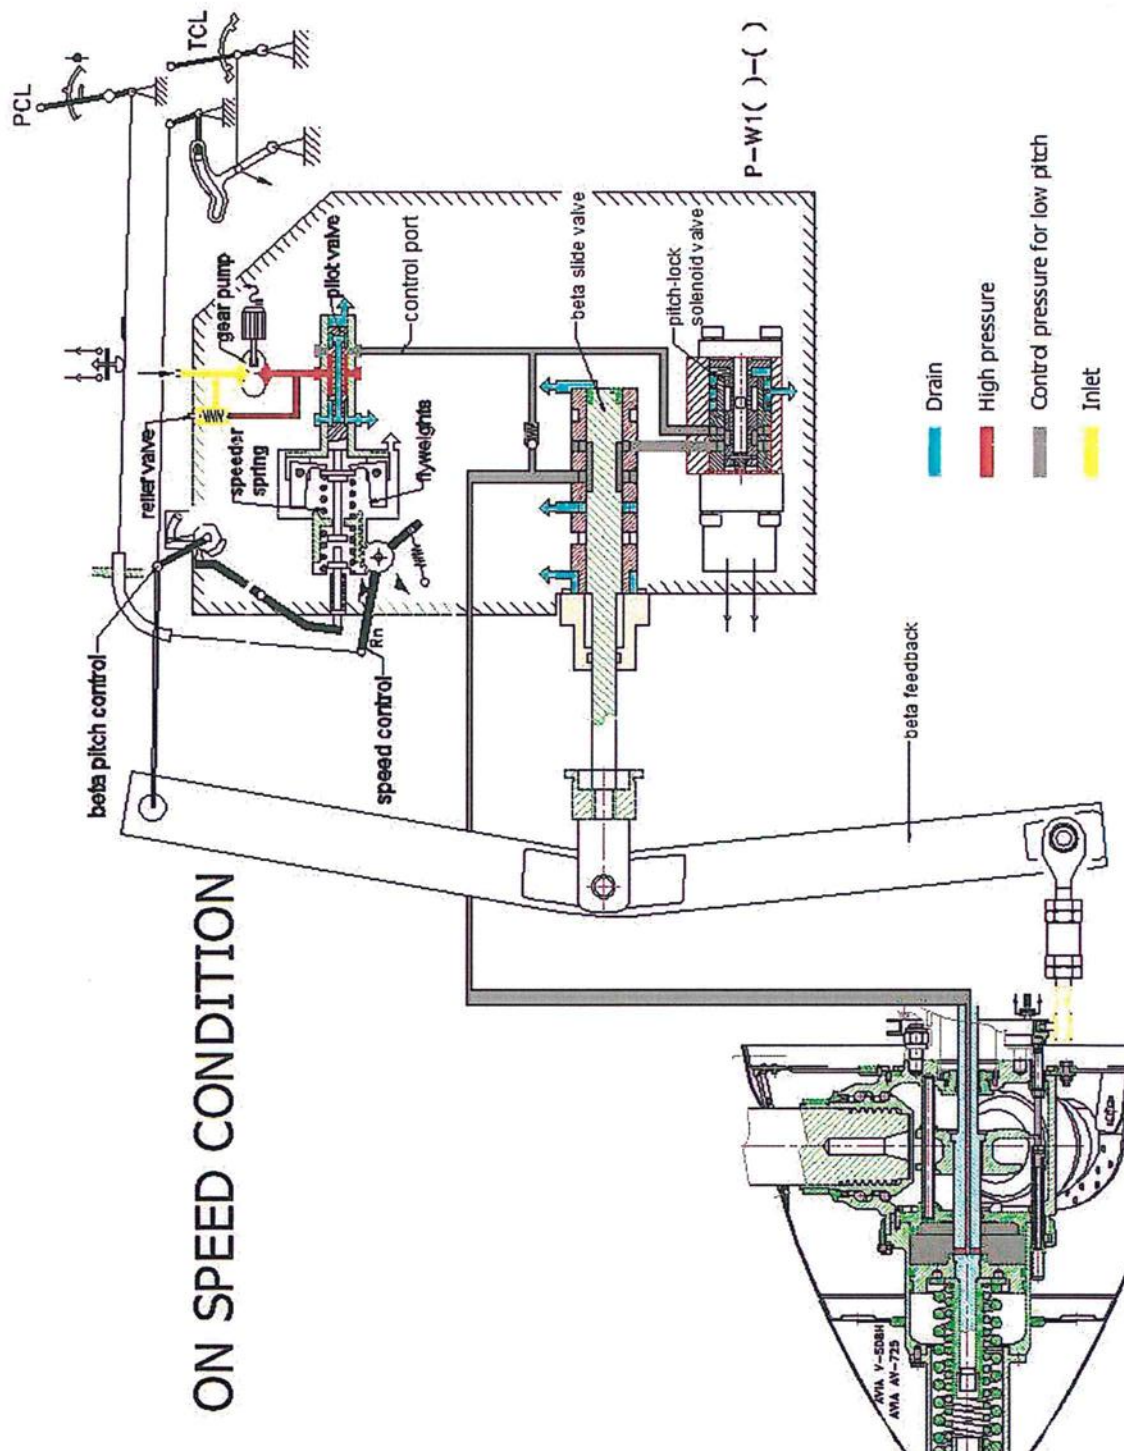 ON SPEED CONDITION
PCL
TCL
P-W1( )-( )
relief valve
gear pump
pilot valve
speeder
spring
flyweights
control port
beta pitch control
speed control
Rn
beta slide valve
pitch-lock
solenoid valve
beta feedback
Drain
High pressure
Control pressure for low pitch
Inlet
AVIA V-508H
AVIA AV-725